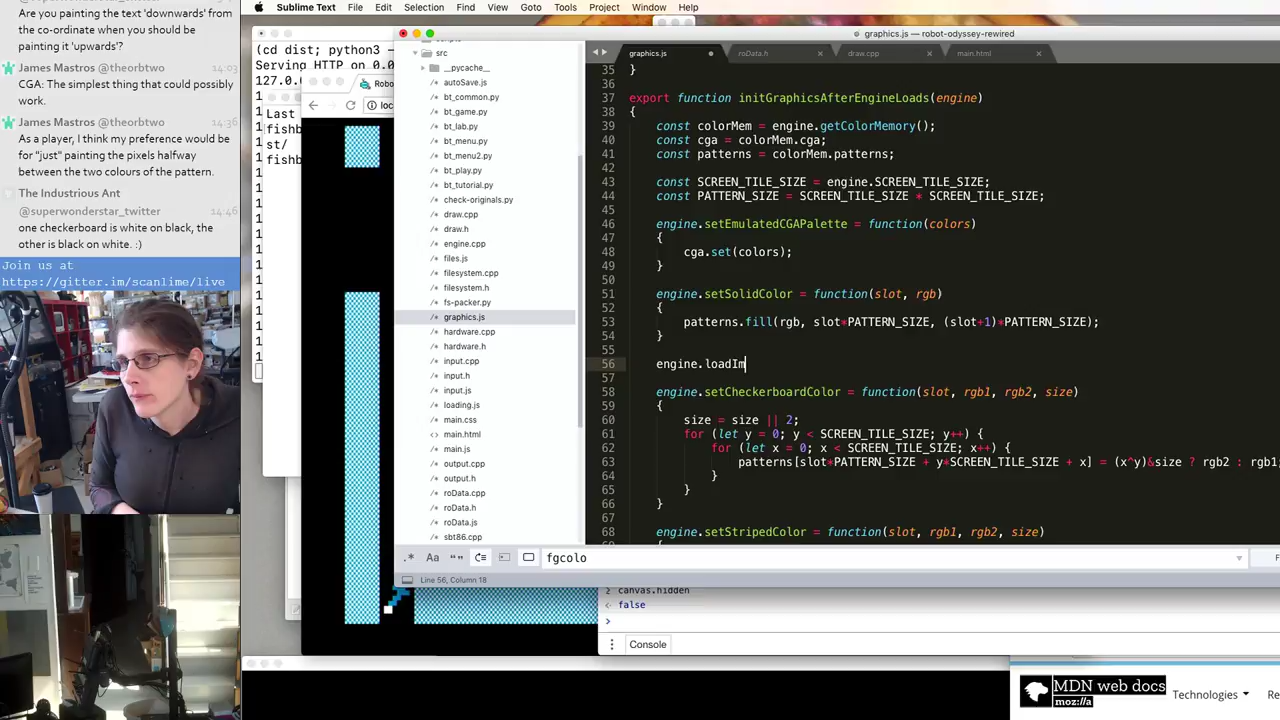 Are you painting the text 'downwards'
from the co-ordinate when you should be
painting it 'upwards'?
James Mastros @theorbtwo 14:03
CGA: The simplest thing that could possibly
work.
James Mastros @theorbtwo 14:36
As a player, I think my preference would be
for "just" painting the pixels halfway
between the two colours of the pattern.
The Industrious Ant
@superwonderstar_twitter 14:46
one checkerboard is white on black, the
other is black on white. :)
Join us at
https://gitter.im/scanlime/live
Sublime Text File Edit Selection Find View Goto Tools Project Window Help
(cd dist; python3
Serving HTTP on 0.0
127.0.
Last
fishb
st/
fishb
Robo
loc
graphics.js — robot-odyssey-rewired
src
__pycache__
autoSave.js
bt_common.py
bt_game.py
bt_lab.py
bt_menu.py
bt_menu2.py
bt_play.py
bt_tutorial.py
check-originals.py
draw.cpp
draw.h
engine.cpp
files.js
filesystem.cpp
filesystem.h
fs-packer.py
graphics.js
hardware.cpp
hardware.h
input.cpp
input.h
input.js
loading.js
main.css
main.html
main.js
output.cpp
output.h
roData.cpp
roData.h
roData.js
sbt86.cpp
graphics.js roData.h draw.cpp main.html
35 }
36
37 export function initGraphicsAfterEngineLoads(engine)
38 {
39 const colorMem = engine.getColorMemory();
40 const cga = colorMem.cga;
41 const patterns = colorMem.patterns;
42
43 const SCREEN_TILE_SIZE = engine.SCREEN_TILE_SIZE;
44 const PATTERN_SIZE = SCREEN_TILE_SIZE * SCREEN_TILE_SIZE;
45
46 engine.setEmulatedCGAPalette = function(colors)
47 {
48 cga.set(colors);
49 }
50
51 engine.setSolidColor = function(slot, rgb)
52 {
53 patterns.fill(rgb, slot*PATTERN_SIZE, (slot+1)*PATTERN_SIZE);
54 }
55
56 engine.loadIm
57
58 engine.setCheckerboardColor = function(slot, rgb1, rgb2, size)
59 {
60 size = size || 2;
61 for (let y = 0; y < SCREEN_TILE_SIZE; y++) {
62 for (let x = 0; x < SCREEN_TILE_SIZE; x++) {
63 patterns[slot*PATTERN_SIZE + y*SCREEN_TILE_SIZE + x] = (x^y)&size ? rgb2 : rgb1;
64 }
65 }
66 }
67
68 engine.setStripedColor = function(slot, rgb1, rgb2, size)
.* Aa “” fgcolo
Line 56, Column 18
canvas.hidden
false
Console
MDN web docs
moz://a
Technologies